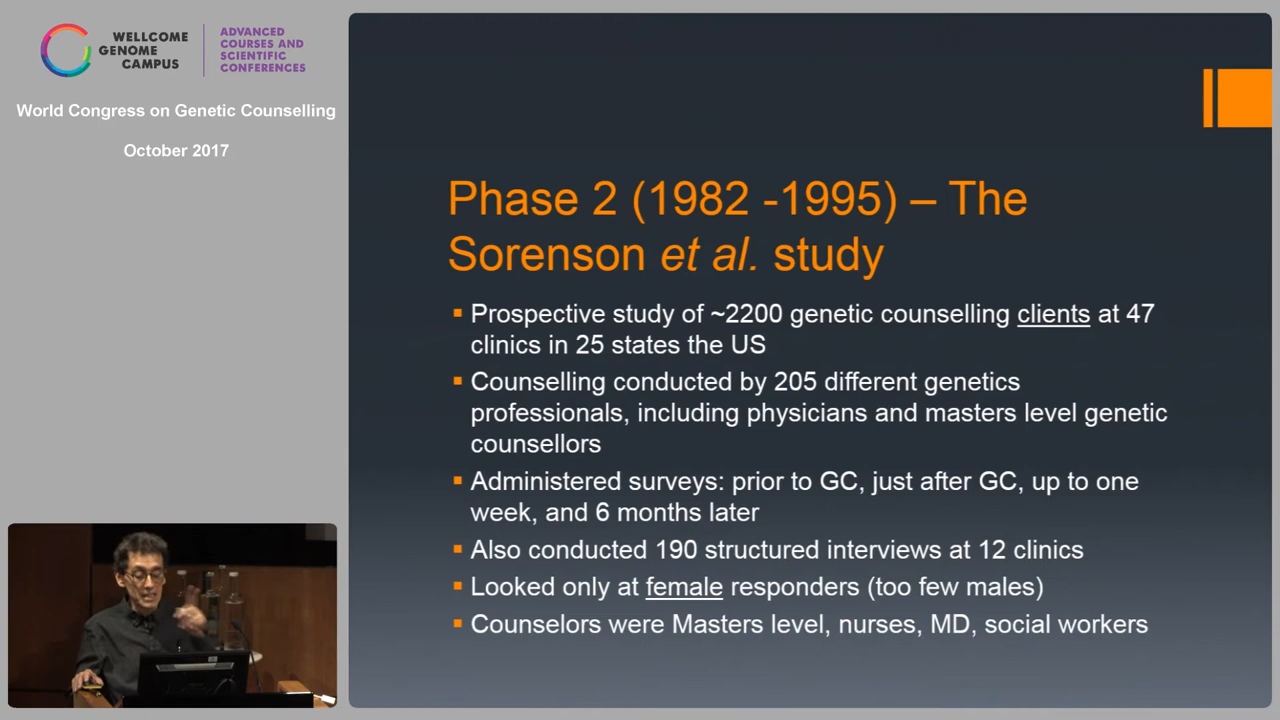 WELLCOME
GENOME
CAMPUS
ADVANCED
COURSES AND
SCIENTIFIC
CONFERENCES
World Congress on Genetic Counselling
October 2017
Phase 2 (1982 -1995) – The
Sorenson et al. study
Prospective study of ~2200 genetic counselling clients at 47
clinics in 25 states the US
Counselling conducted by 205 different genetics
professionals, including physicians and masters level genetic
counsellors
Administered surveys: prior to GC, just after GC, up to one
week, and 6 months later
Also conducted 190 structured interviews at 12 clinics
Looked only at female responders (too few males)
Counselors were Masters level, nurses, MD, social workers